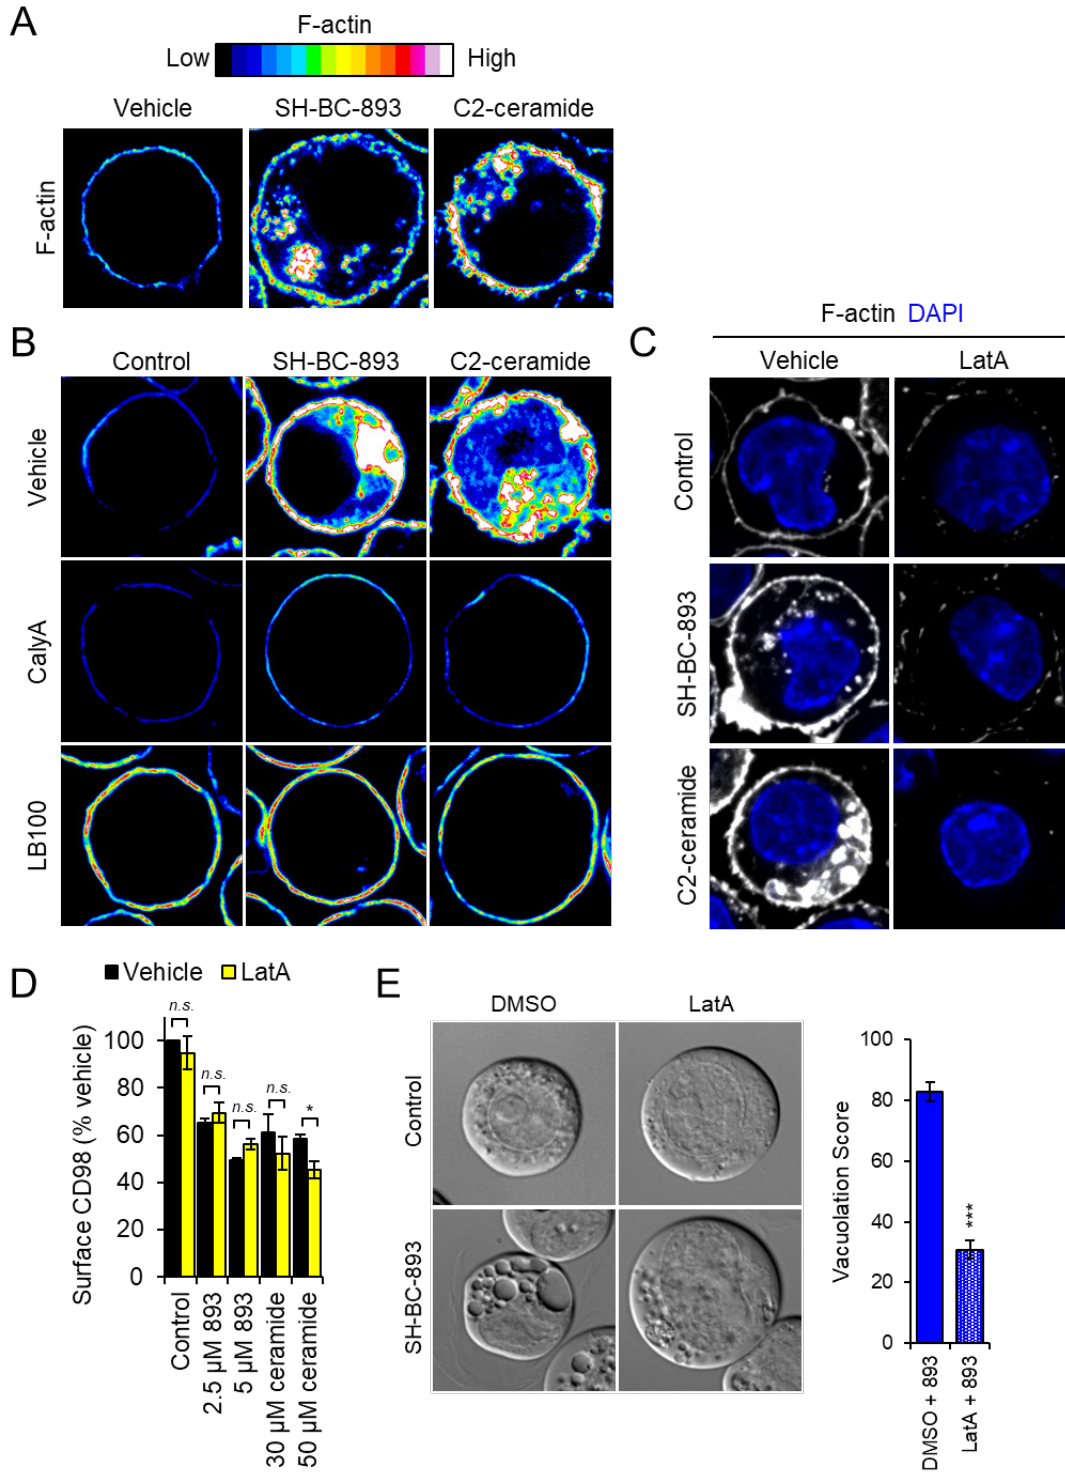 A
F-actin
Low High
Vehicle SH-BC-893 C2-ceramide
F-actin
B
Control SH-BC-893 C2-ceramide
Vehicle
CalyA
LB100
C
F-actin DAPI
Vehicle LatA
Control
SH-BC-893
C2-ceramide
D
Vehicle LatA
Surface CD98 (% vehicle)
100
80
60
40
20
0
n.s.
n.s.
n.s.
n.s.
*
Control
2.5 µM 893
5 µM 893
30 µM ceramide
50 µM ceramide
E
DMSO LatA
Control
SH-BC-893
Vacuolation Score
100
80
60
40
20
0
***
DMSO + 893
LatA + 893